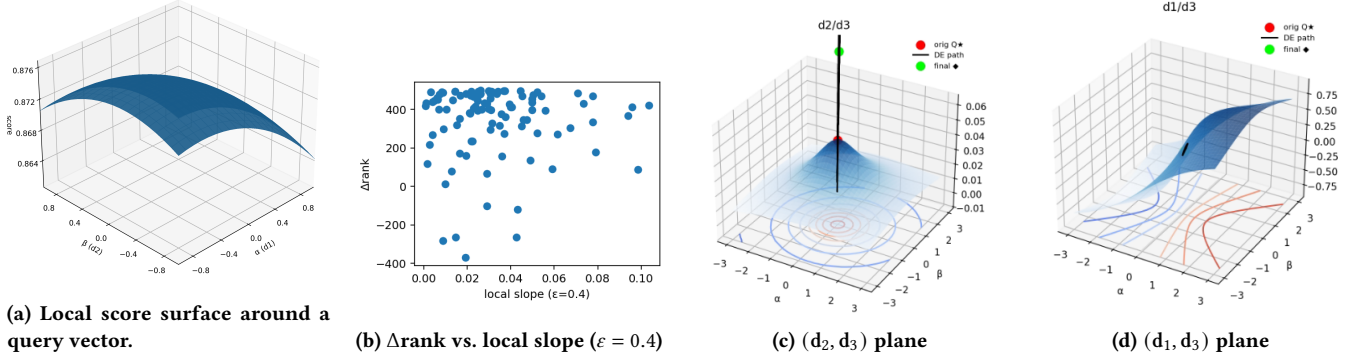 0.876
0.872
0.868
0.864
score
0.8
0.4
0.0
−0.4
−0.8
β (d2)
−0.8
−0.4
0.0
0.4
0.8
α (d1)
(a) Local score surface around a
query vector.
400
200
0
−200
−400
Δrank
0.00 0.02 0.04 0.06 0.08 0.10
local slope (ε=0.4)
(b) Δrank vs. local slope (ε = 0.4)
d2/d3
orig Q★
DE path
final ◆
0.06
0.05
0.04
0.03
0.02
0.01
0.00
−0.01
−3 −2 −1 0 1 2 3
α
−3 −2 −1 0 1 2 3
β
(c) (d₂, d₃) plane
d1/d3
orig Q★
DE path
final ◆
0.75
0.50
0.25
0.00
−0.25
−0.50
−0.75
−3 −2 −1 0 1 2 3
α
−3 −2 −1 0 1 2 3
β
(d) (d₁, d₃) plane